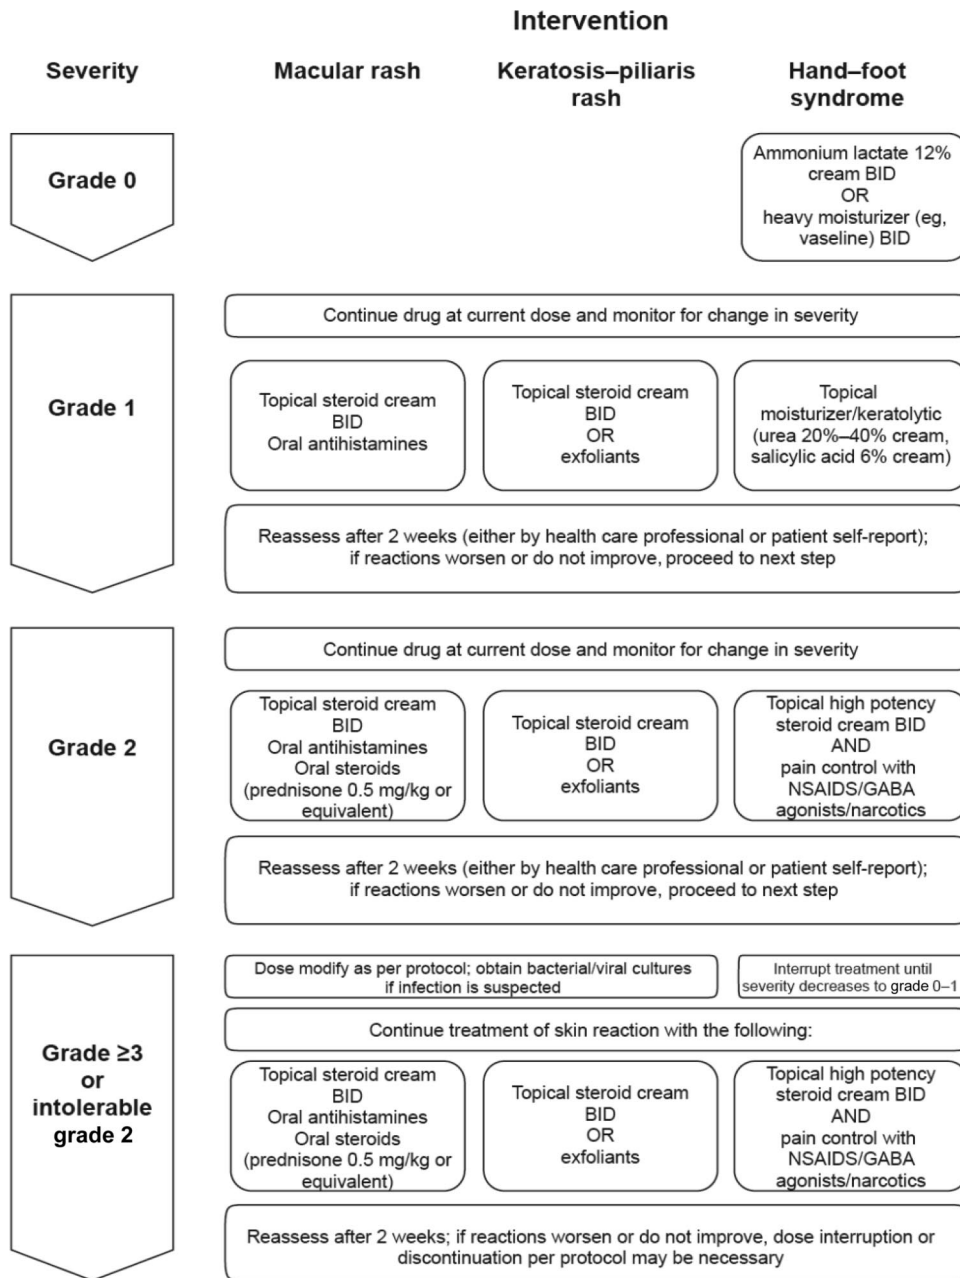 Intervention
Severity
Macular rash
Keratosis–piliaris
rash
Hand–foot
syndrome
Grade 0
Ammonium lactate 12%
cream BID
OR
heavy moisturizer (eg,
vaseline) BID
Grade 1
Continue drug at current dose and monitor for change in severity
Topical steroid cream
BID
Oral antihistamines
Topical steroid cream
BID
OR
exfoliants
Topical
moisturizer/keratolytic
(urea 20%–40% cream,
salicylic acid 6% cream)
Reassess after 2 weeks (either by health care professional or patient self-report);
if reactions worsen or do not improve, proceed to next step
Grade 2
Continue drug at current dose and monitor for change in severity
Topical steroid cream
BID
Oral antihistamines
Oral steroids
(prednisone 0.5 mg/kg or
equivalent)
Topical steroid cream
BID
OR
exfoliants
Topical high potency
steroid cream BID
AND
pain control with
NSAIDS/GABA
agonists/narcotics
Reassess after 2 weeks (either by health care professional or patient self-report);
if reactions worsen or do not improve, proceed to next step
Grade ≥3
or
intolerable
grade 2
Dose modify as per protocol; obtain bacterial/viral cultures
if infection is suspected
Interrupt treatment until
severity decreases to grade 0–1
Continue treatment of skin reaction with the following:
Topical steroid cream
BID
Oral antihistamines
Oral steroids
(prednisone 0.5 mg/kg or
equivalent)
Topical steroid cream
BID
OR
exfoliants
Topical high potency
steroid cream BID
AND
pain control with
NSAIDS/GABA
agonists/narcotics
Reassess after 2 weeks; if reactions worsen or do not improve, dose interruption or
discontinuation per protocol may be necessary